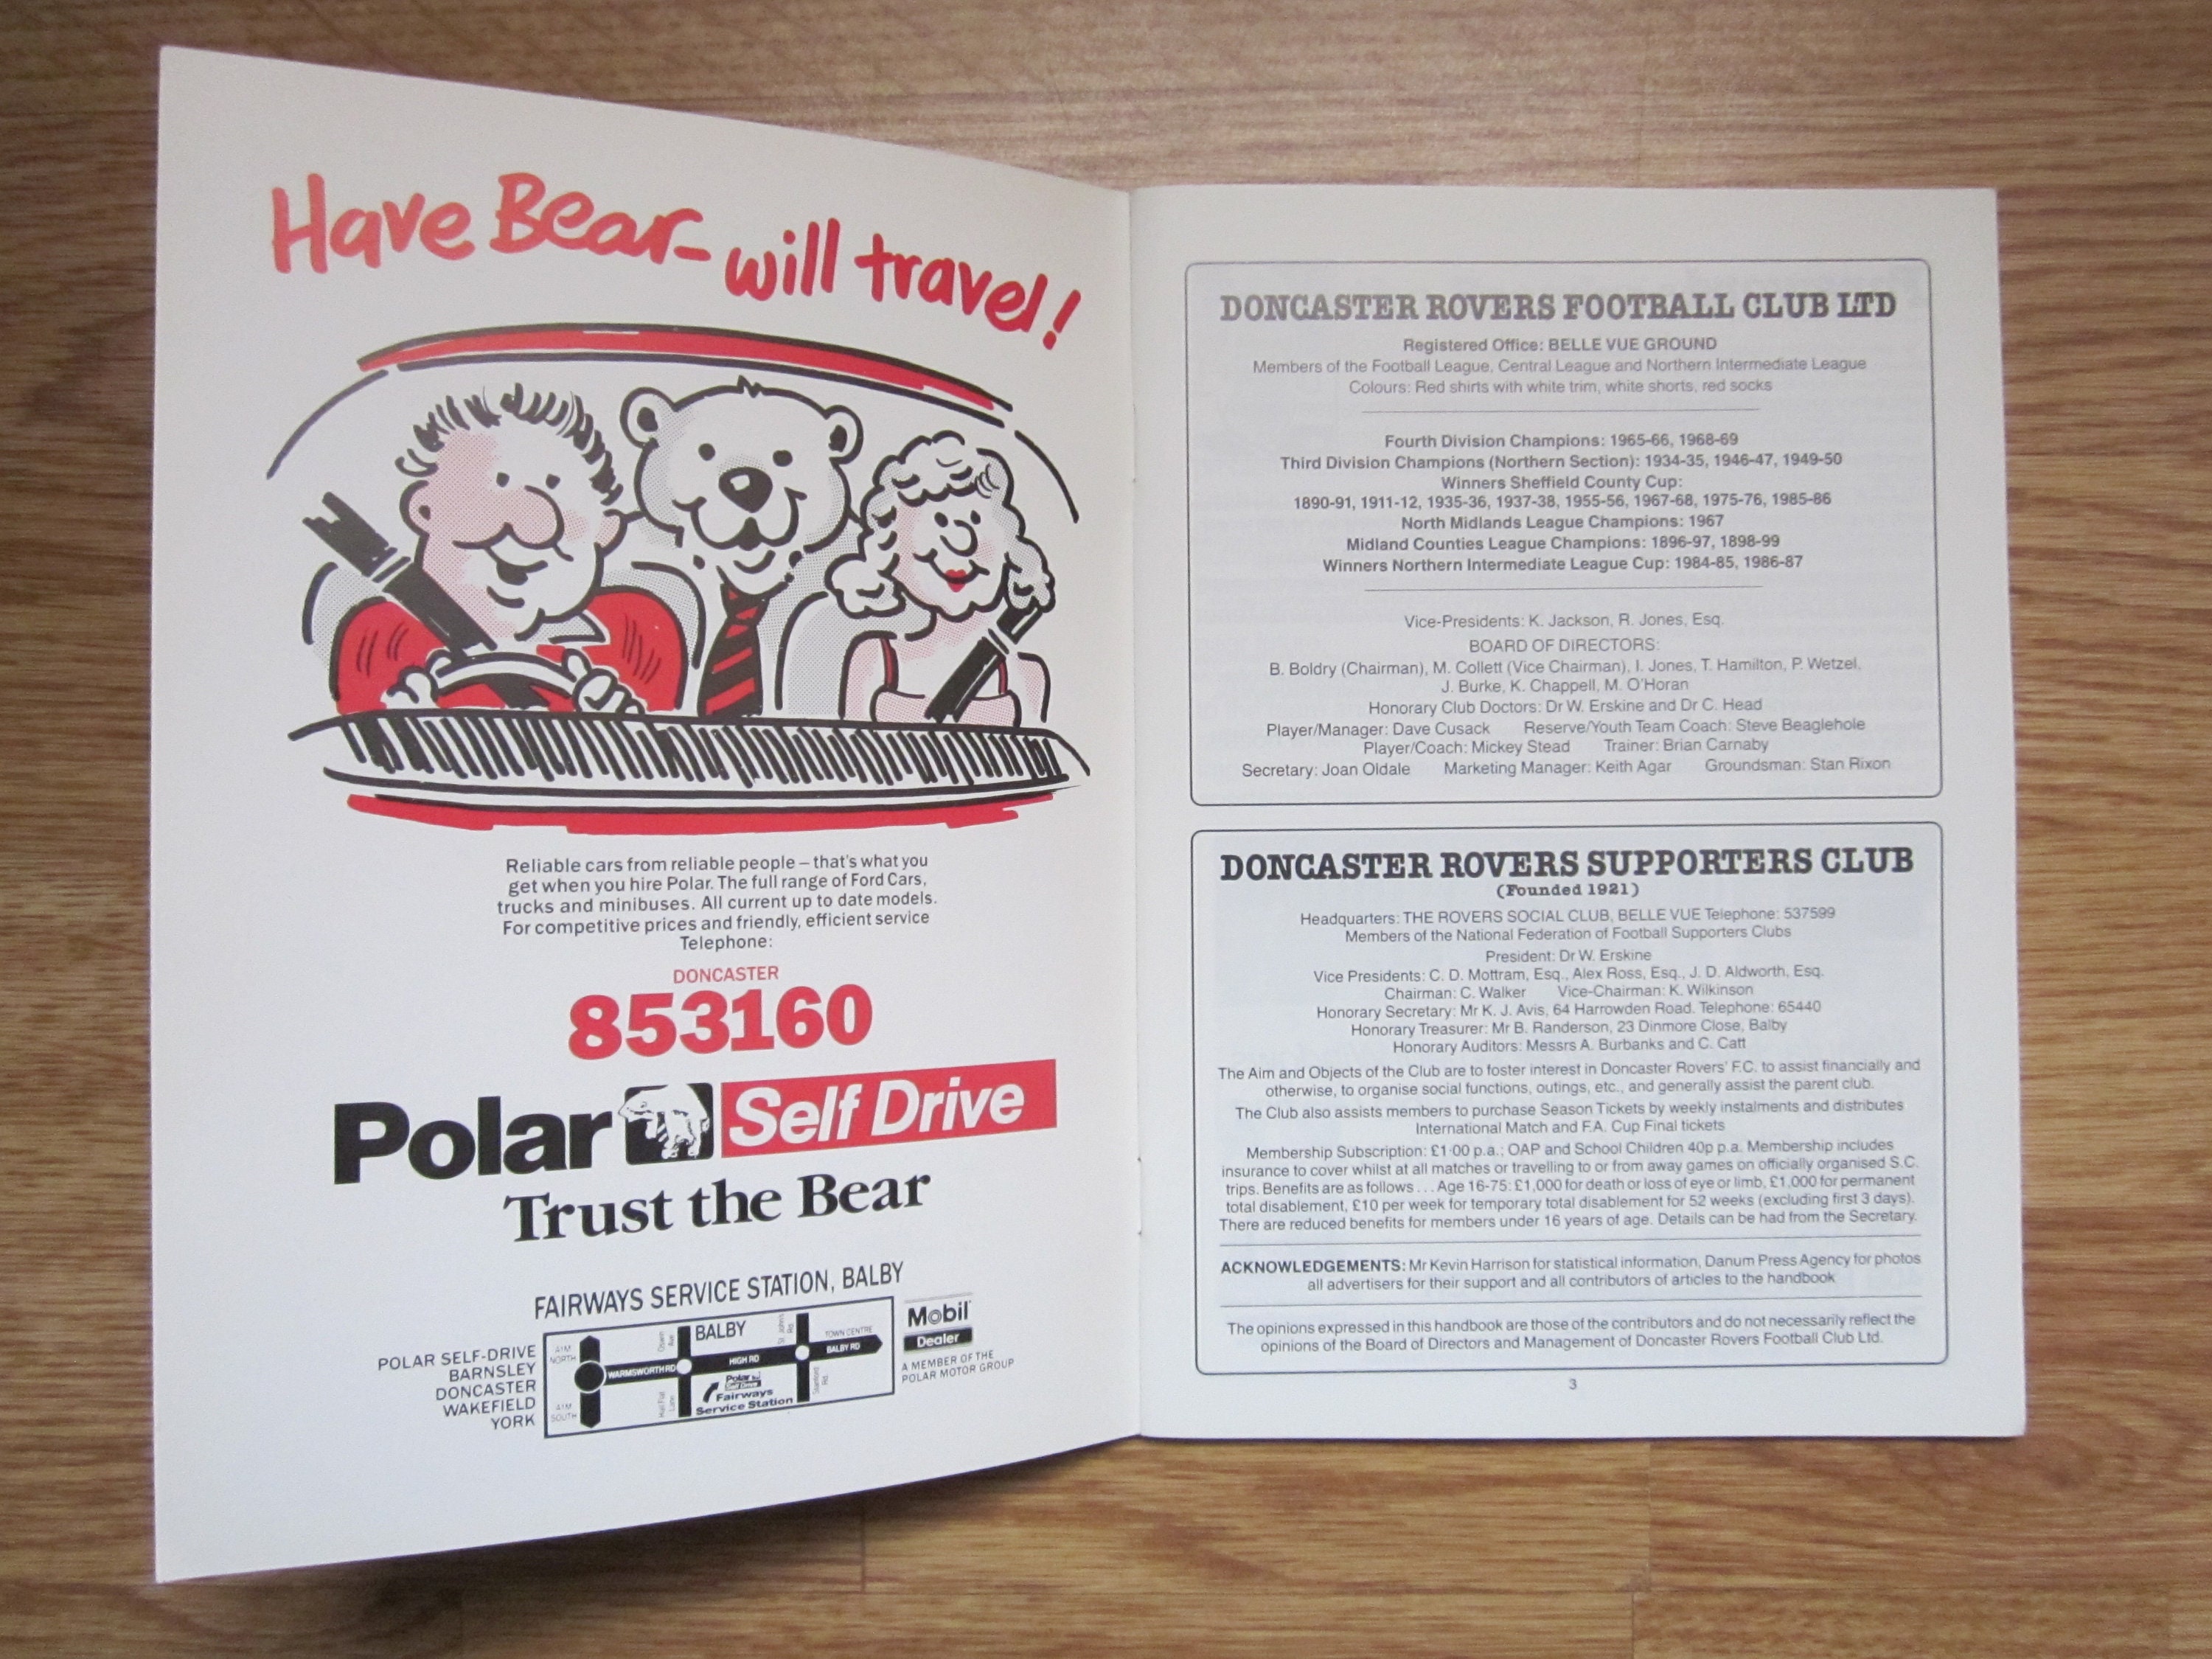 Have Bear- will travel!
Reliable cars from reliable people – that's what you
get when you hire Polar. The full range of Ford Cars,
trucks and minibuses. All current up to date models.
For competitive prices and friendly, efficient service
Telephone:
DONCASTER
853160
Polar Self Drive
Trust the Bear
FAIRWAYS SERVICE STATION, BALBY
POLAR SELF-DRIVE
BARNSLEY
DONCASTER
WAKEFIELD
YORK
A1M
NORTH
A1M
SOUTH
WARMSWORTH RD
BALBY
HIGH RD
St. John's
Rd.
TOWN CENTRE
BALBY RD
Polar
Self Drive
Fairways
Service Station
Mobil
Dealer
A MEMBER OF THE
POLAR MOTOR GROUP
DONCASTER ROVERS FOOTBALL CLUB LTD
Registered Office: BELLE VUE GROUND
Members of the Football League, Central League and Northern Intermediate League
Colours: Red shirts with white trim, white shorts, red socks
Fourth Division Champions: 1965-66, 1968-69
Third Division Champions (Northern Section): 1934-35, 1946-47, 1949-50
Winners Sheffield County Cup:
1890-91, 1911-12, 1935-36, 1937-38, 1955-56, 1967-68, 1975-76, 1985-86
North Midlands League Champions: 1967
Midland Counties League Champions: 1896-97, 1898-99
Winners Northern Intermediate League Cup: 1984-85, 1986-87
Vice-Presidents: K. Jackson, R. Jones, Esq.
BOARD OF DIRECTORS:
B. Boldry (Chairman), M. Collett (Vice Chairman), I. Jones, T. Hamilton, P. Wetzel,
J. Burke, K. Chappell, M. O'Horan
Honorary Club Doctors: Dr W. Erskine and Dr C. Head
Player/Manager: Dave Cusack Reserve/Youth Team Coach: Steve Beaglehole
Player/Coach: Mickey Stead Trainer: Brian Carnaby
Secretary: Joan Oldale Marketing Manager: Keith Agar Groundsman: Stan Rixon
DONCASTER ROVERS SUPPORTERS CLUB
(Founded 1921)
Headquarters: THE ROVERS SOCIAL CLUB, BELLE VUE Telephone: 537599
Members of the National Federation of Football Supporters Clubs
President: Dr W. Erskine
Vice Presidents: C. D. Mottram, Esq., Alex Ross, Esq., J. D. Aldworth, Esq.
Chairman: C. Walker Vice-Chairman: K. Wilkinson
Honorary Secretary: Mr K. J. Avis, 64 Harrowden Road. Telephone: 65440
Honorary Treasurer: Mr B. Randerson, 23 Dinmore Close, Balby
Honorary Auditors: Messrs A. Burbanks and C. Catt
The Aim and Objects of the Club are to foster interest in Doncaster Rovers' F.C. to assist financially and
otherwise, to organise social functions, outings, etc., and generally assist the parent club.
The Club also assists members to purchase Season Tickets by weekly instalments and distributes
International Match and F.A. Cup Final tickets
Membership Subscription: £1·00 p.a.; OAP and School Children 40p p.a. Membership includes
insurance to cover whilst at all matches or travelling to or from away games on officially organised S.C.
trips. Benefits are as follows . . . Age 16-75: £1,000 for death or loss of eye or limb, £1,000 for permanent
total disablement, £10 per week for temporary total disablement for 52 weeks (excluding first 3 days).
There are reduced benefits for members under 16 years of age. Details can be had from the Secretary.
ACKNOWLEDGEMENTS: Mr Kevin Harrison for statistical information, Danum Press Agency for photos
all advertisers for their support and all contributors of articles to the handbook
The opinions expressed in this handbook are those of the contributors and do not necessarily reflect the
opinions of the Board of Directors and Management of Doncaster Rovers Football Club Ltd.
3